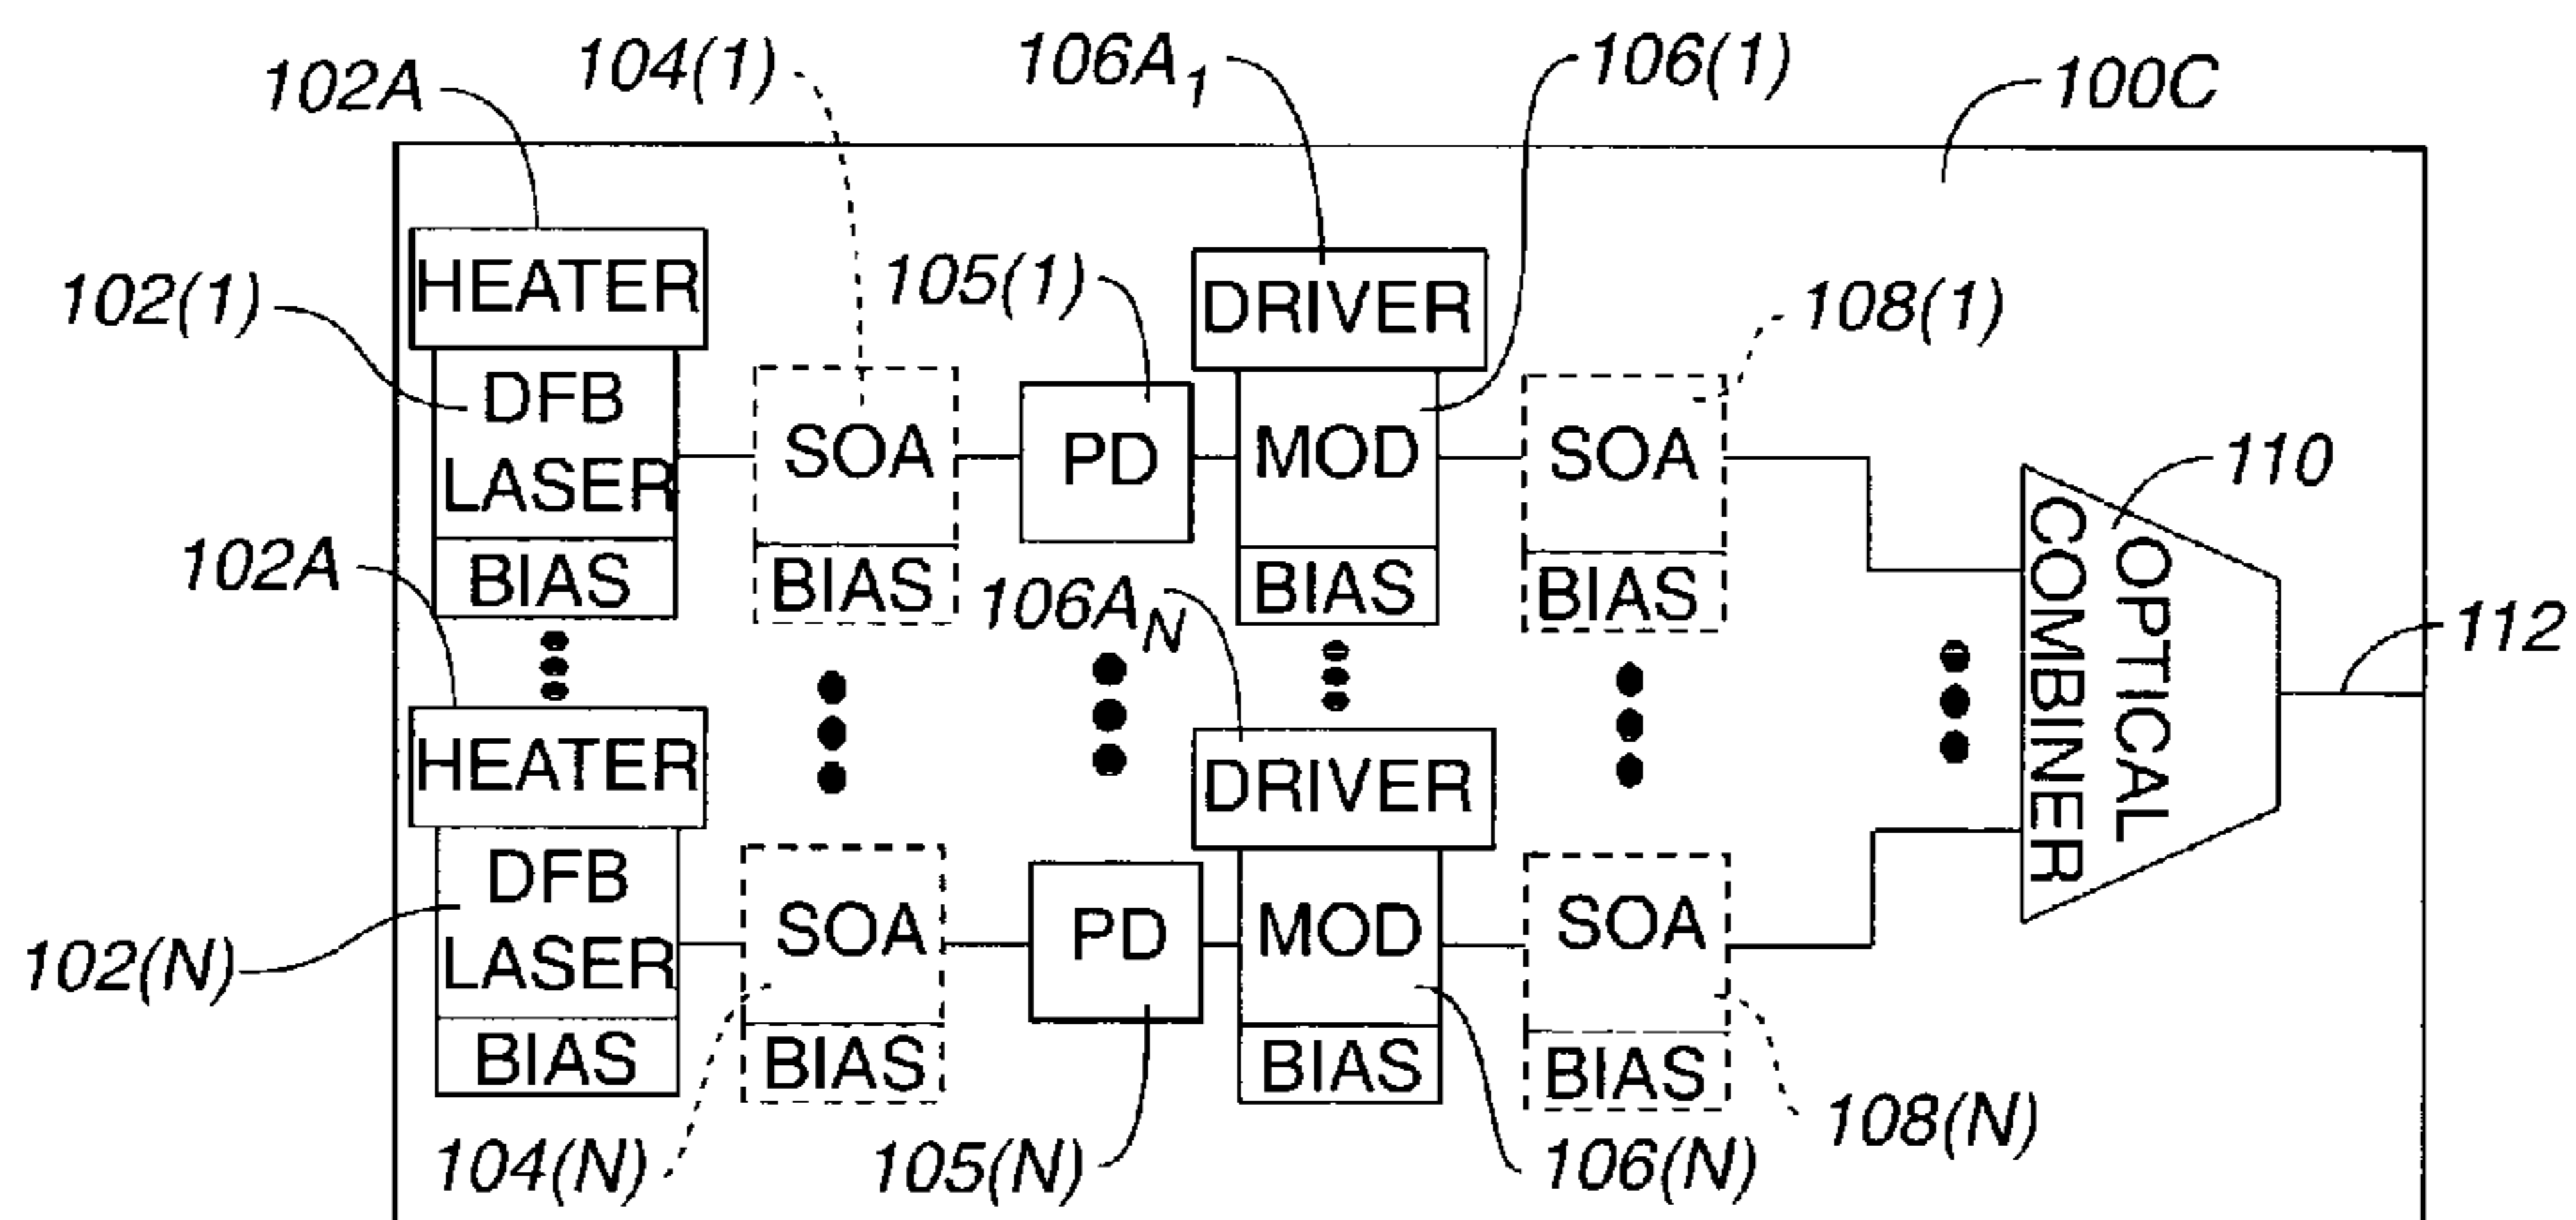 102A
104(1)
106A1
106(1)
100C
102(1)
HEATER
105(1)
DRIVER
108(1)
DFB
LASER
BIAS
SOA
BIAS
PD
MOD
BIAS
SOA
BIAS
110
OPTICAL
COMBINER
112
102A
106AN
HEATER
DRIVER
102(N)
DFB
LASER
BIAS
SOA
BIAS
PD
MOD
BIAS
SOA
BIAS
104(N)
105(N)
106(N)
108(N)